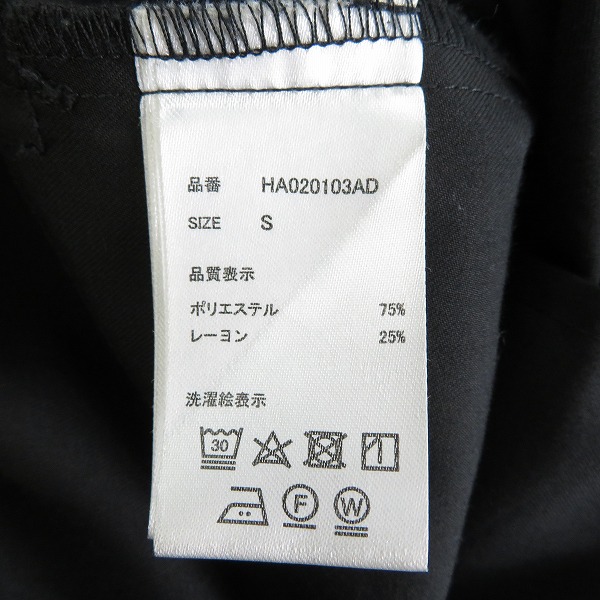 品番 HA020103AD
SIZE S
品質表示
ポリエステル 75%
レーヨン 25%
洗濯絵表示
30
F W